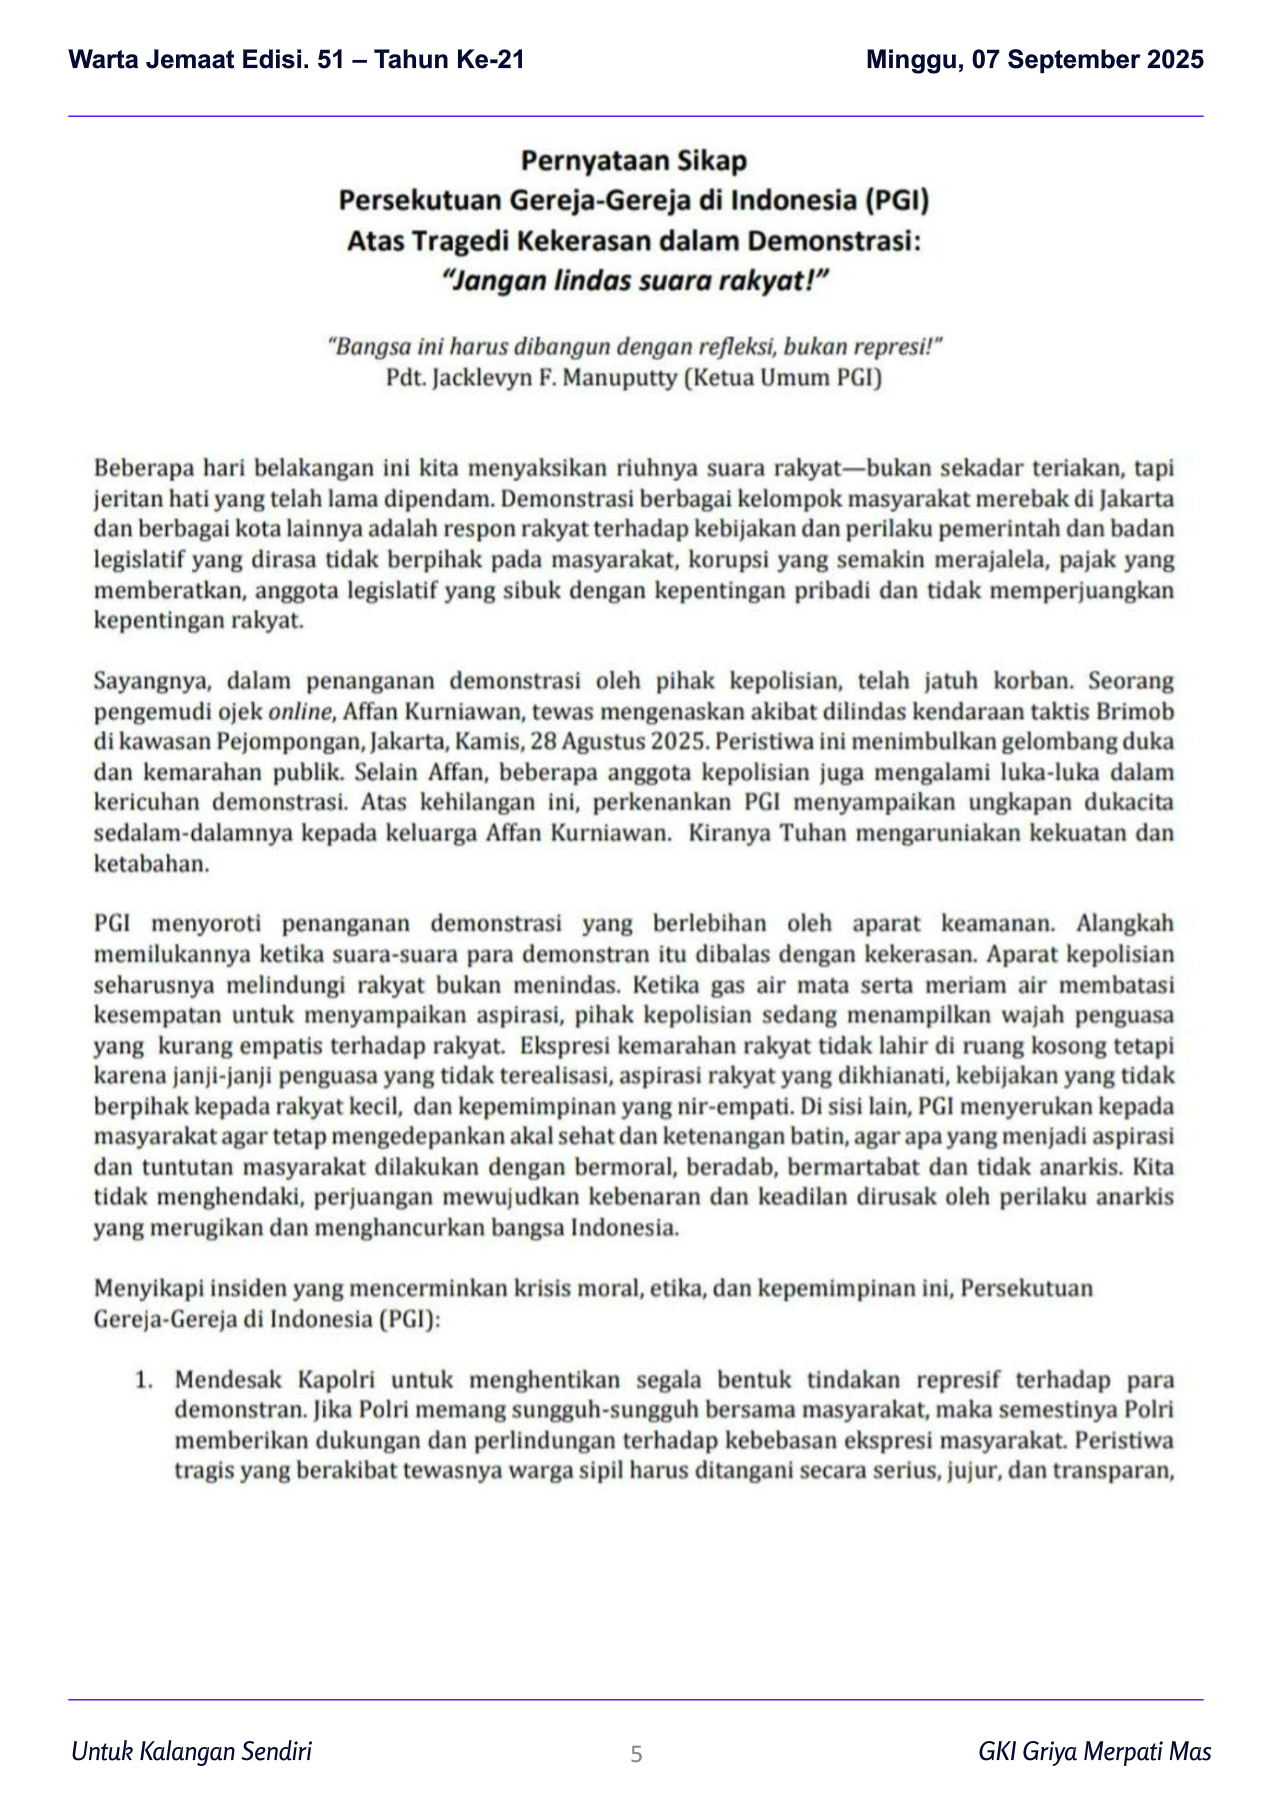 Warta Jemaat Edisi. 51 – Tahun Ke-21 Minggu, 07 September 2025
Pernyataan Sikap
Persekutuan Gereja-Gereja di Indonesia (PGI)
Atas Tragedi Kekerasan dalam Demonstrasi:
“Jangan lindas suara rakyat!”
“Bangsa ini harus dibangun dengan refleksi, bukan represi!”
Pdt. Jacklevyn F. Manuputty (Ketua Umum PGI)
Beberapa hari belakangan ini kita menyaksikan riuhnya suara rakyat—bukan sekadar teriakan, tapi
jeritan hati yang telah lama dipendam. Demonstrasi berbagai kelompok masyarakat merebak di Jakarta
dan berbagai kota lainnya adalah respon rakyat terhadap kebijakan dan perilaku pemerintah dan badan
legislatif yang dirasa tidak berpihak pada masyarakat, korupsi yang semakin merajalela, pajak yang
memberatkan, anggota legislatif yang sibuk dengan kepentingan pribadi dan tidak memperjuangkan
kepentingan rakyat.
Sayangnya, dalam penanganan demonstrasi oleh pihak kepolisian, telah jatuh korban. Seorang
pengemudi ojek online, Affan Kurniawan, tewas mengenaskan akibat dilindas kendaraan taktis Brimob
di kawasan Pejompongan, Jakarta, Kamis, 28 Agustus 2025. Peristiwa ini menimbulkan gelombang duka
dan kemarahan publik. Selain Affan, beberapa anggota kepolisian juga mengalami luka-luka dalam
kericuhan demonstrasi. Atas kehilangan ini, perkenankan PGI menyampaikan ungkapan dukacita
sedalam-dalamnya kepada keluarga Affan Kurniawan. Kiranya Tuhan mengaruniakan kekuatan dan
ketabahan.
PGI menyoroti penanganan demonstrasi yang berlebihan oleh aparat keamanan. Alangkah
memilukannya ketika suara-suara para demonstran itu dibalas dengan kekerasan. Aparat kepolisian
seharusnya melindungi rakyat bukan menindas. Ketika gas air mata serta meriam air membatasi
kesempatan untuk menyampaikan aspirasi, pihak kepolisian sedang menampilkan wajah penguasa
yang kurang empatis terhadap rakyat. Ekspresi kemarahan rakyat tidak lahir di ruang kosong tetapi
karena janji-janji penguasa yang tidak terealisasi, aspirasi rakyat yang dikhianati, kebijakan yang tidak
berpihak kepada rakyat kecil, dan kepemimpinan yang nir-empati. Di sisi lain, PGI menyerukan kepada
masyarakat agar tetap mengedepankan akal sehat dan ketenangan batin, agar apa yang menjadi aspirasi
dan tuntutan masyarakat dilakukan dengan bermoral, beradab, bermartabat dan tidak anarkis. Kita
tidak menghendaki, perjuangan mewujudkan kebenaran dan keadilan dirusak oleh perilaku anarkis
yang merugikan dan menghancurkan bangsa Indonesia.
Menyikapi insiden yang mencerminkan krisis moral, etika, dan kepemimpinan ini, Persekutuan
Gereja-Gereja di Indonesia (PGI):
1. Mendesak Kapolri untuk menghentikan segala bentuk tindakan represif terhadap para
demonstran. Jika Polri memang sungguh-sungguh bersama masyarakat, maka semestinya Polri
memberikan dukungan dan perlindungan terhadap kebebasan ekspresi masyarakat. Peristiwa
tragis yang berakibat tewasnya warga sipil harus ditangani secara serius, jujur, dan transparan,
Untuk Kalangan Sendiri 5 GKI Griya Merpati Mas